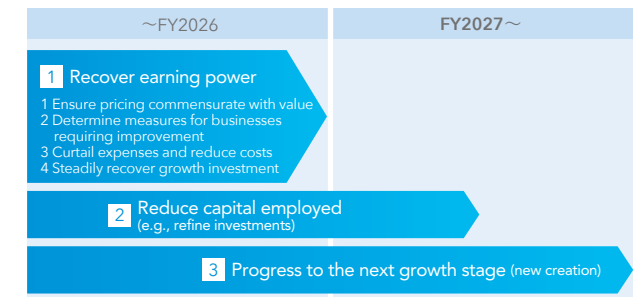 ～FY2026
FY2027～
1 Recover earning power
1 Ensure pricing commensurate with value
2 Determine measures for businesses
requiring improvement
3 Curtail expenses and reduce costs
4 Steadily recover growth investment
2 Reduce capital employed
(e.g., refine investments)
3 Progress to the next growth stage (new creation)